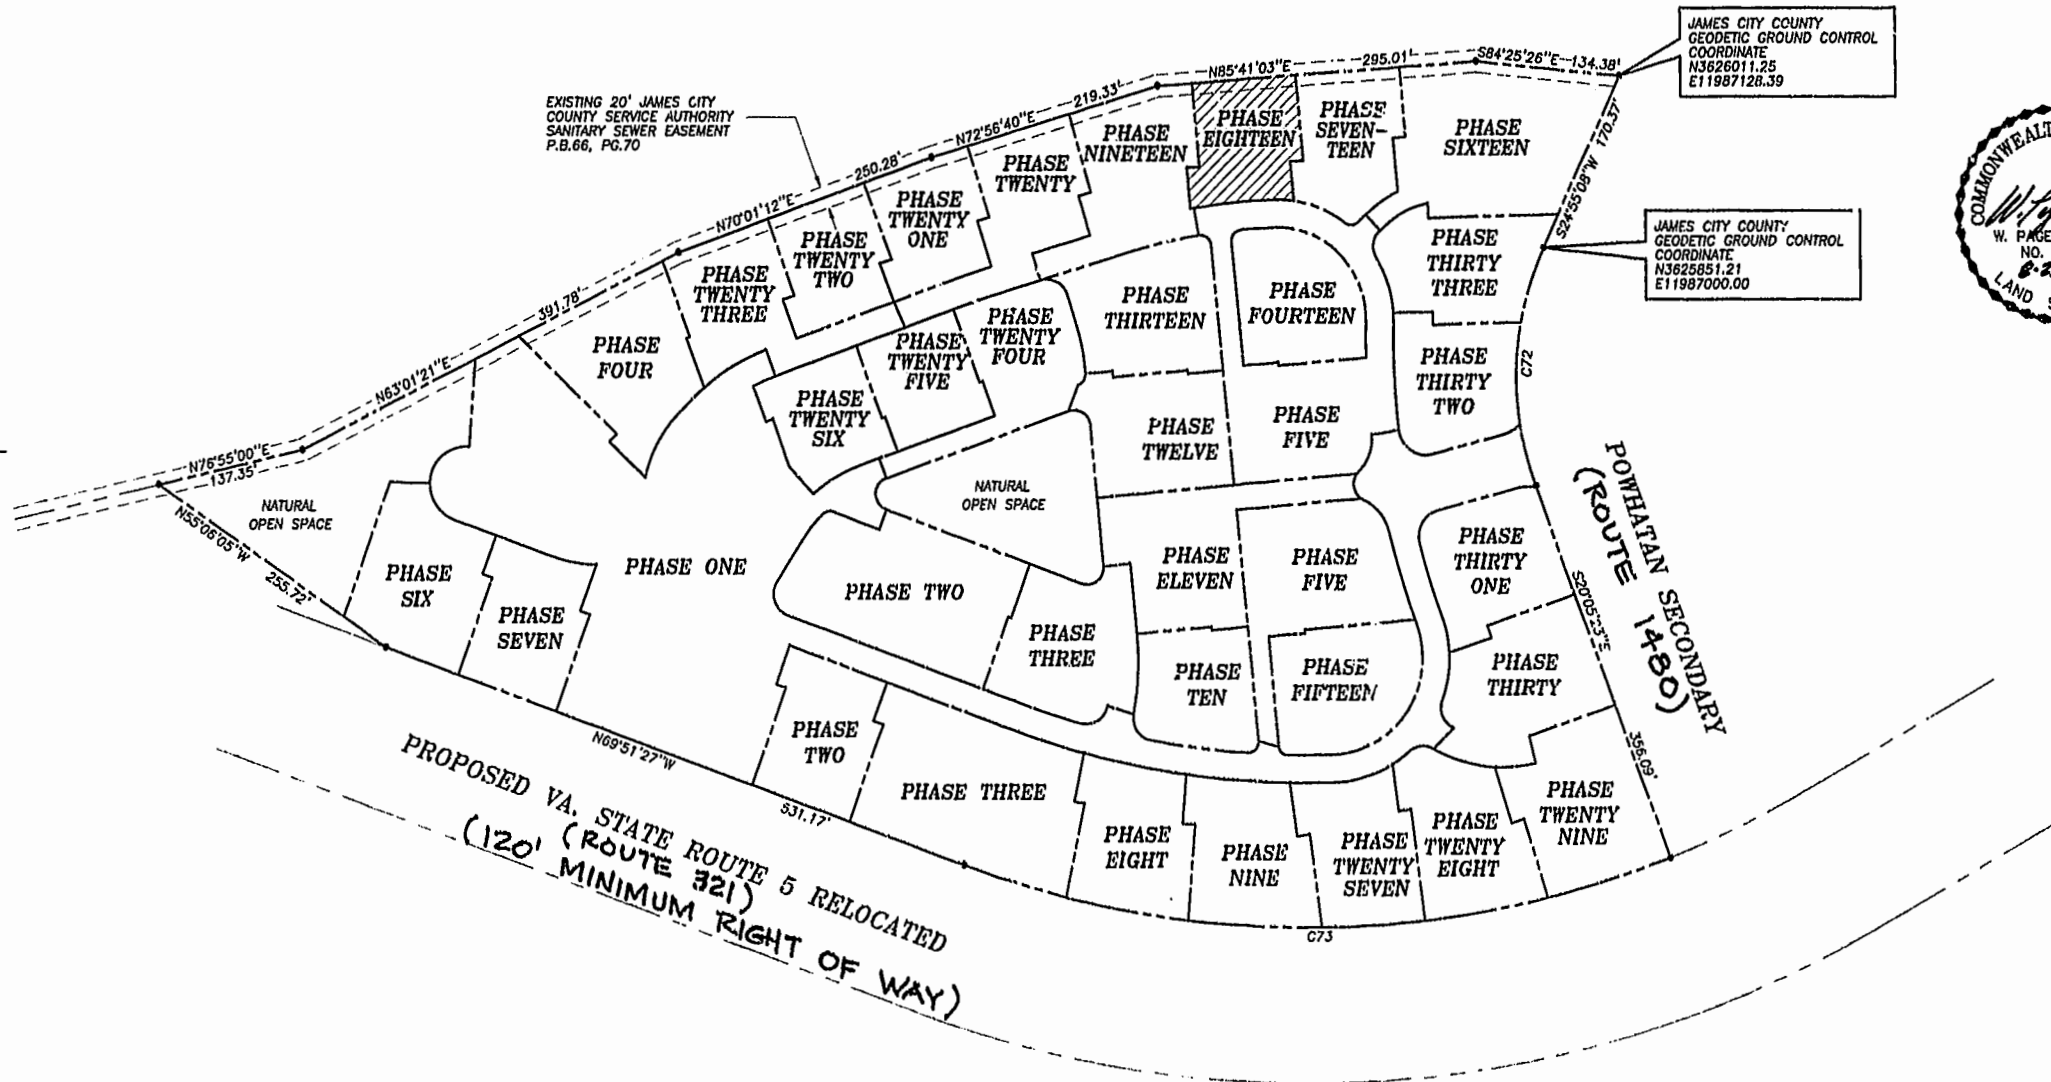 JAMES CITY COUNTY
GEODETIC GROUND CONTROL
COORDINATE
N3626011.25
E11987128.39
EXISTING 20' JAMES CITY
COUNTY SERVICE AUTHORITY
SANITARY SEWER EASEMENT
P.B.66, PG.70
N76°55'00"E
137.35'
N63°01'21"E
391.78'
N70°01'12"E
250.28'
N72°56'40"E
219.33'
N85°41'03"E
295.01'
S84°25'26"E
134.38'
S24°55'08"W 170.37'
COMMONWEALT
W. PAGE
NO.
LAND S
JAMES CITY COUNTY
GEODETIC GROUND CONTROL
COORDINATE
N3625851.21
E11987000.00
PHASE
NINETEEN
PHASE
EIGHTEEN
PHASE
SEVEN-
TEEN
PHASE
SIXTEEN
PHASE
TWENTY
PHASE
TWENTY
ONE
PHASE
TWENTY
TWO
PHASE
TWENTY
THREE
PHASE
FOUR
PHASE
THIRTEEN
PHASE
FOURTEEN
PHASE
THIRTY
THREE
PHASE
TWENTY
FOUR
PHASE
TWENTY
FIVE
PHASE
TWENTY
SIX
PHASE
TWELVE
PHASE
FIVE
PHASE
THIRTY
TWO
C72
NATURAL
OPEN SPACE
NATURAL
OPEN SPACE
N55°06'05"W
255.72'
PHASE
SIX
PHASE
SEVEN
PHASE ONE
PHASE TWO
PHASE
THREE
PHASE
ELEVEN
PHASE
FIVE
PHASE
THIRTY
ONE
S20°05'23"E
356.09'
POWHATAN SECONDARY
(ROUTE 1480)
PHASE
TEN
PHASE
FIFTEEN
PHASE
THIRTY
PHASE
TWO
PHASE THREE
PHASE
EIGHT
PHASE
NINE
PHASE
TWENTY
SEVEN
PHASE
TWENTY
EIGHT
PHASE
TWENTY
NINE
N69°51'27"W
531.17'
C73
PROPOSED VA. STATE ROUTE 5 RELOCATED
(ROUTE 321)
(120' MINIMUM RIGHT OF WAY)